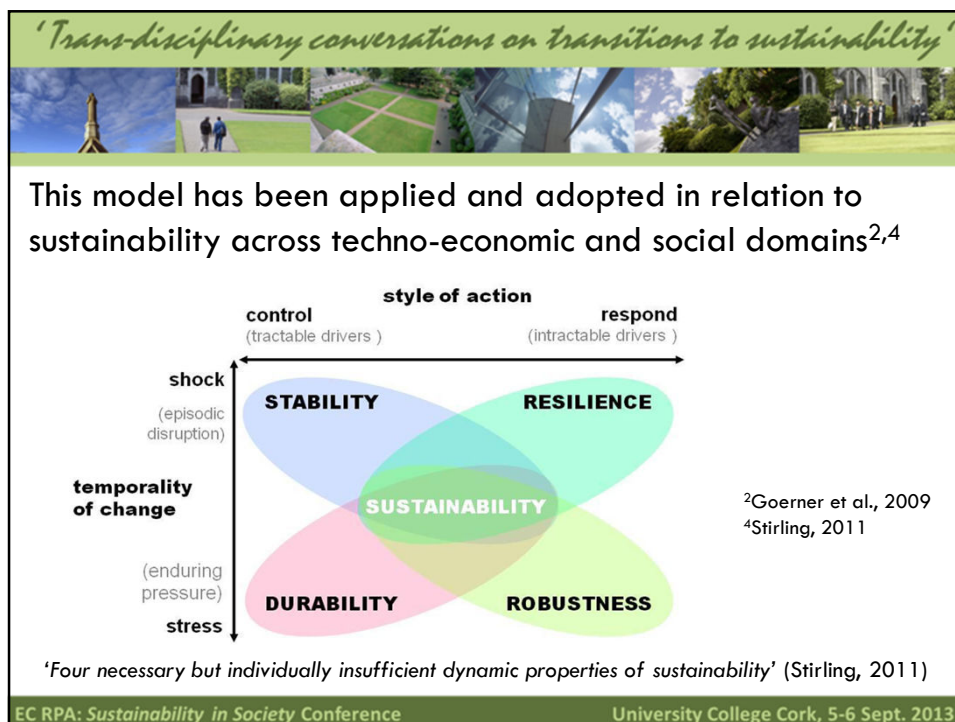 ‘Trans-disciplinary conversations on transitions to sustainability’
This model has been applied and adopted in relation to
sustainability across techno-economic and social domains2,4
style of action
control
(tractable drivers )
respond
(intractable drivers )
shock
(episodic
disruption)
temporality
of change
(enduring
pressure)
stress
STABILITY
RESILIENCE
SUSTAINABILITY
DURABILITY
ROBUSTNESS
2Goerner et al., 2009
4Stirling, 2011
‘Four necessary but individually insufficient dynamic properties of sustainability’ (Stirling, 2011)
EC RPA: Sustainability in Society Conference
University College Cork, 5-6 Sept. 2013